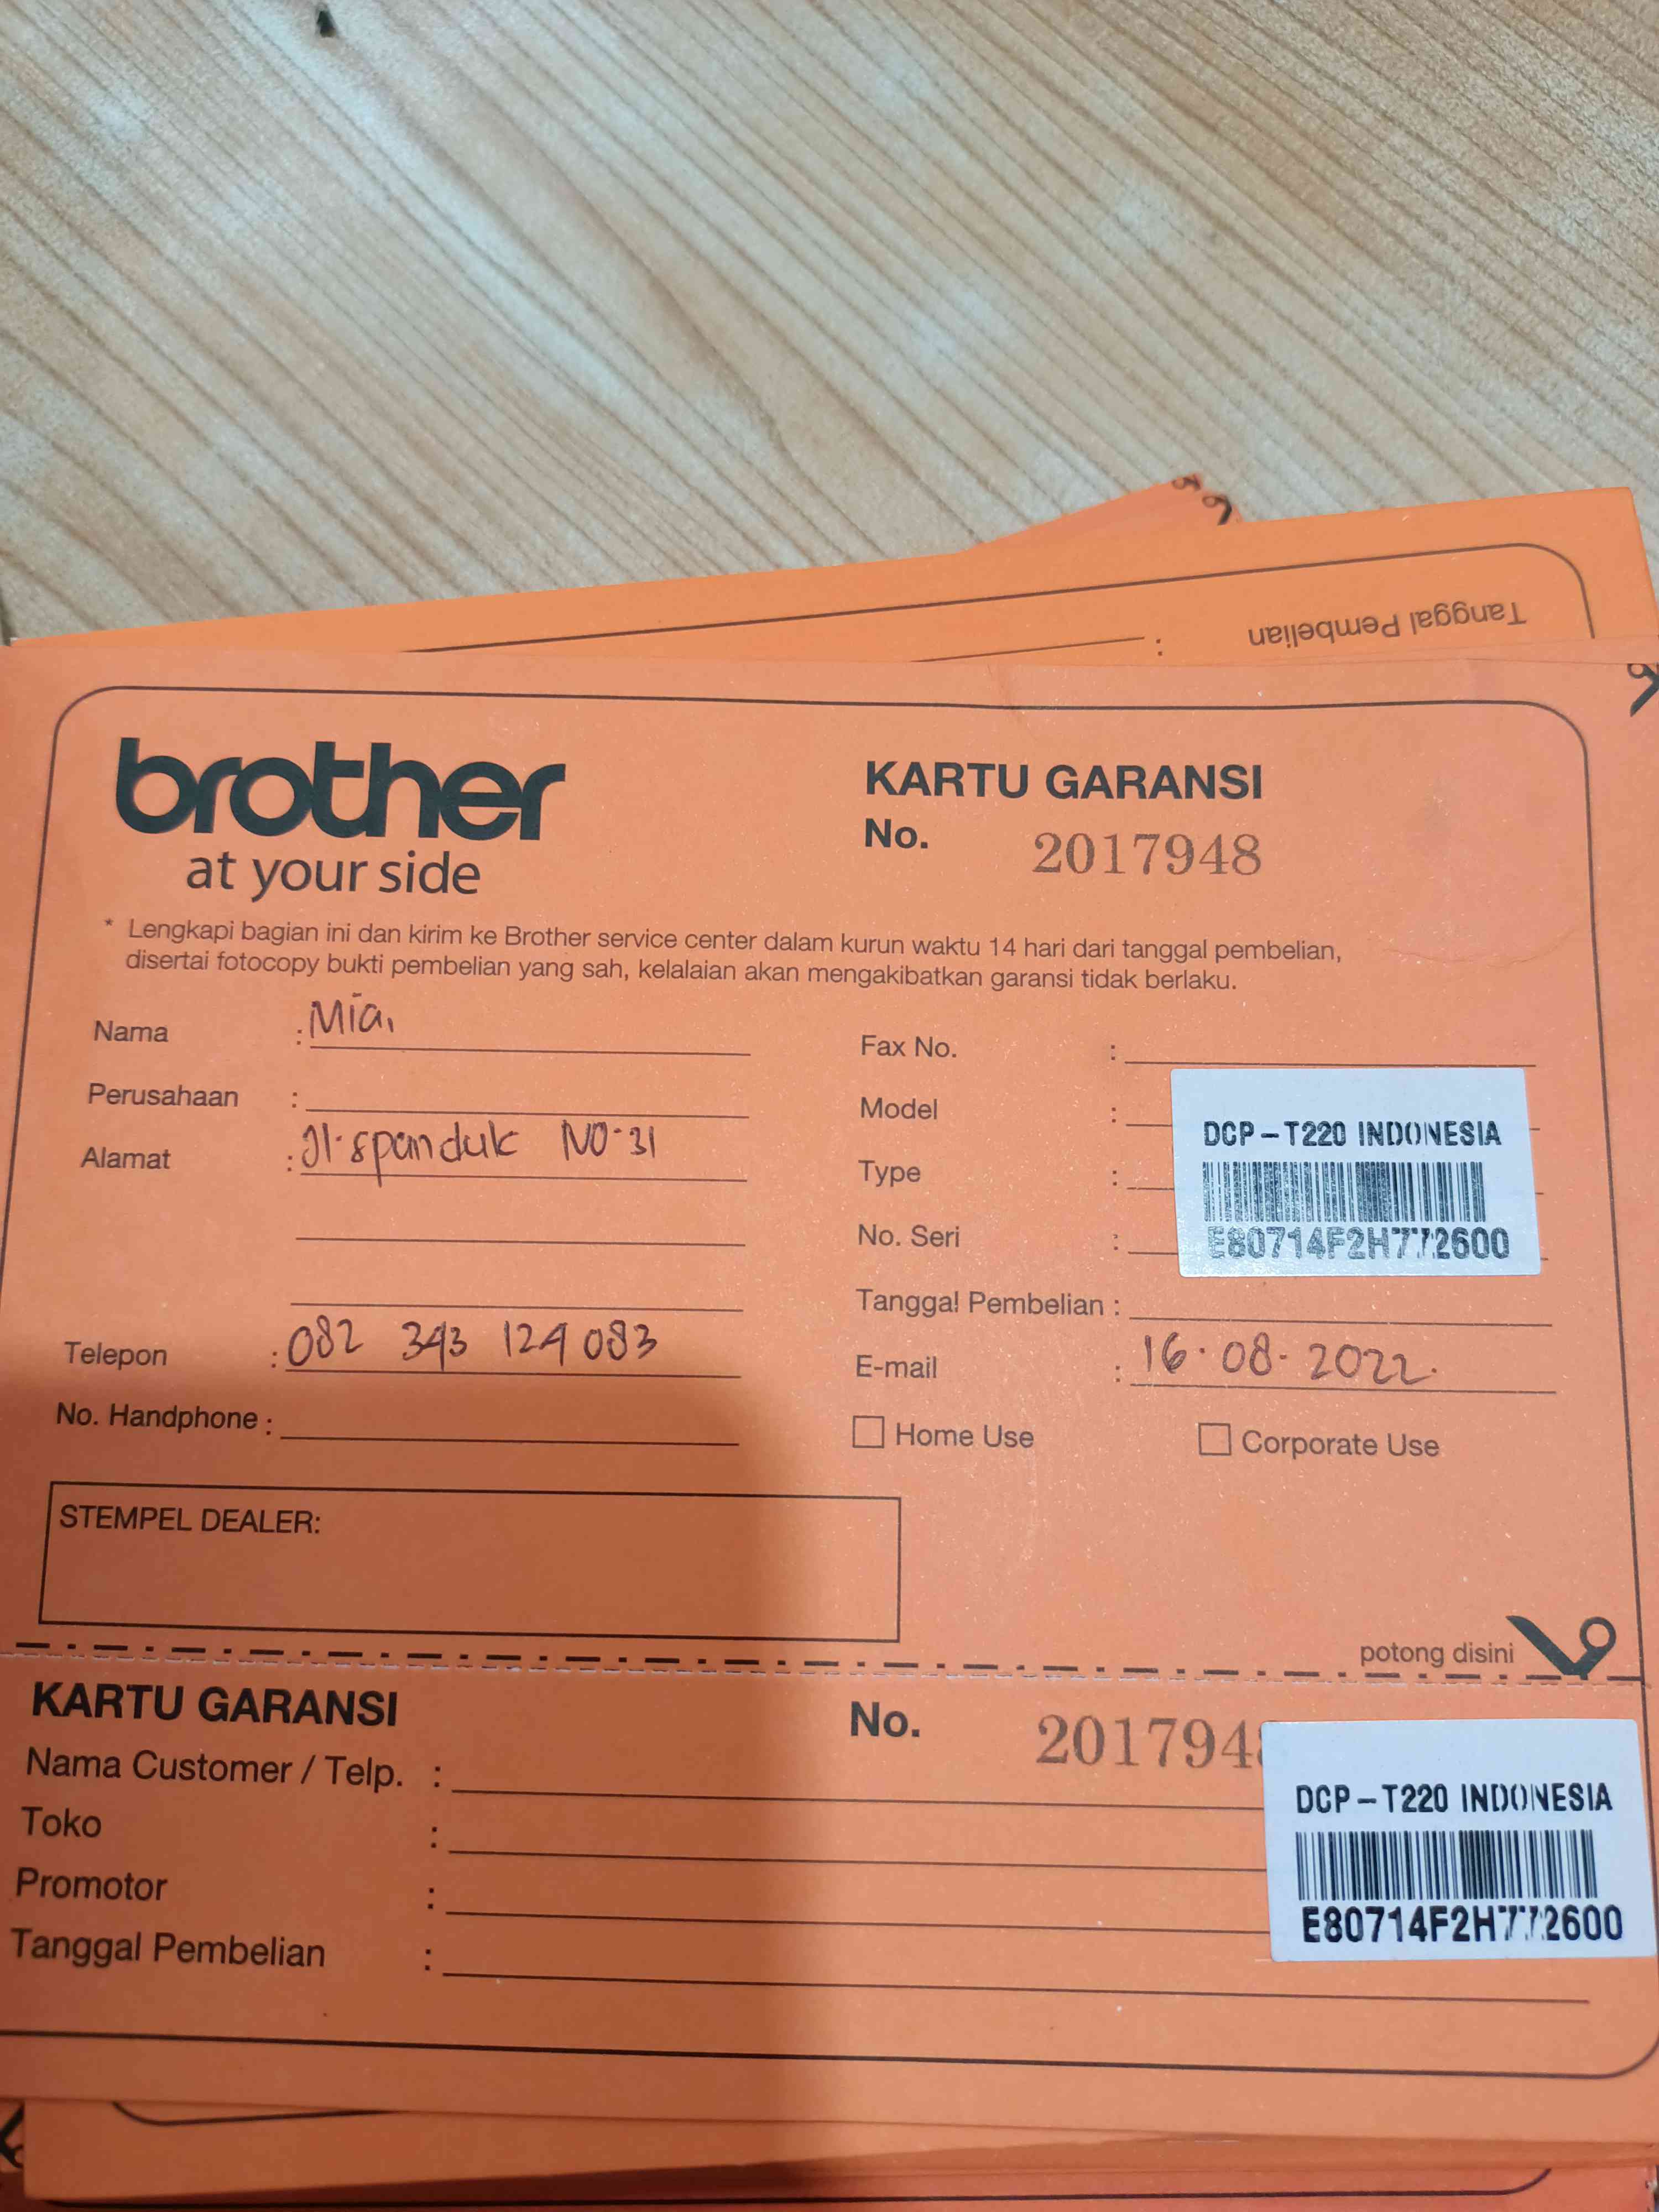 Tanggal Pembelian :
brother
at your side
KARTU GARANSI
No. 2017948
* Lengkapi bagian ini dan kirim ke Brother service center dalam kurun waktu 14 hari dari tanggal pembelian,
disertai fotocopy bukti pembelian yang sah, kelalaian akan mengakibatkan garansi tidak berlaku.
Nama : Mia,
Perusahaan :
Alamat : Jl. spanduk NO. 31
Telepon : 082 343 124 083
No. Handphone :
Fax No. :
Model :
Type :
No. Seri :
DCP-T220 INDONESIA
E80714F2H772600
Tanggal Pembelian :
E-mail : 16. 08. 2022.
Home Use Corporate Use
STEMPEL DEALER:
potong disini
KARTU GARANSI
No. 201794
Nama Customer / Telp. :
Toko :
Promotor :
Tanggal Pembelian :
DCP-T220 INDONESIA
E80714F2H772600